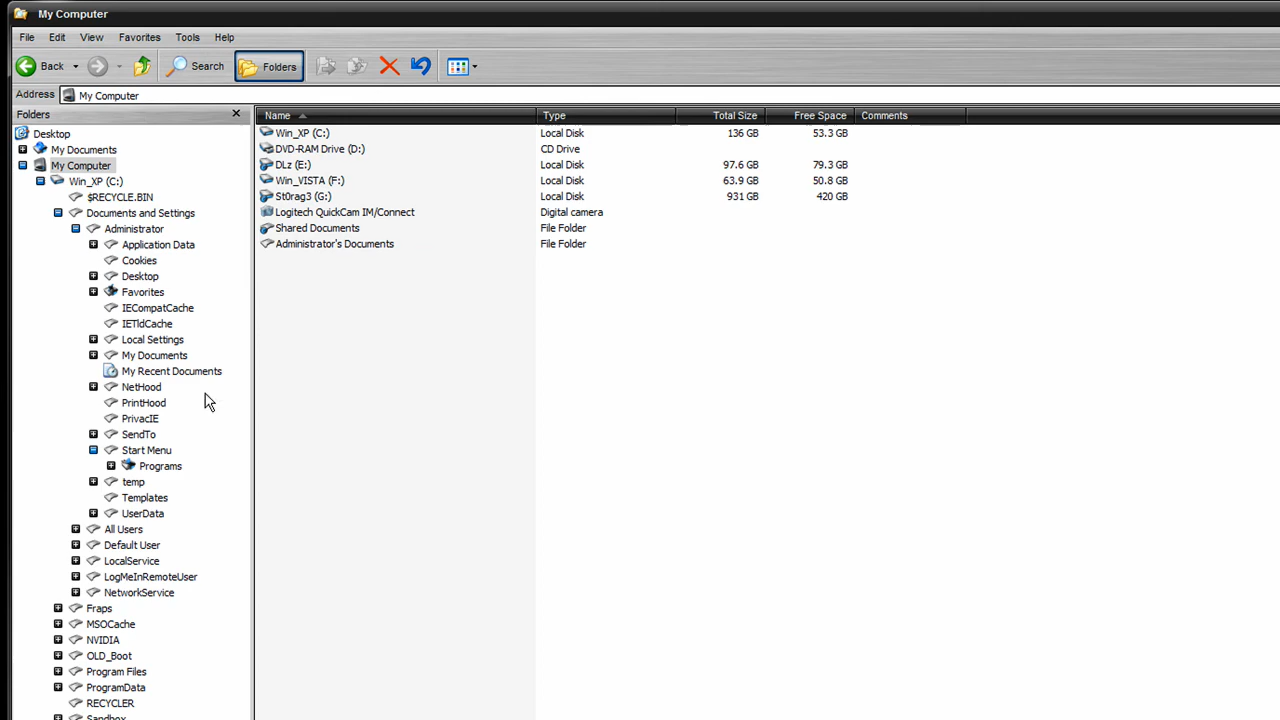 My Computer
File Edit View Favorites Tools Help
Back Search Folders
Address My Computer
Folders
Name Type Total Size Free Space Comments
Desktop
My Documents
My Computer
Win_XP (C:)
$RECYCLE.BIN
Documents and Settings
Administrator
Application Data
Cookies
Desktop
Favorites
IECompatCache
IETldCache
Local Settings
My Documents
My Recent Documents
NetHood
PrintHood
PrivacIE
SendTo
Start Menu
Programs
temp
Templates
UserData
All Users
Default User
LocalService
LogMeInRemoteUser
NetworkService
Fraps
MSOCache
NVIDIA
OLD_Boot
Program Files
ProgramData
RECYCLER
Sandbox
Win_XP (C:) Local Disk 136 GB 53.3 GB
DVD-RAM Drive (D:) CD Drive
DLz (E:) Local Disk 97.6 GB 79.3 GB
Win_VISTA (F:) Local Disk 63.9 GB 50.8 GB
St0rag3 (G:) Local Disk 931 GB 420 GB
Logitech QuickCam IM/Connect Digital camera
Shared Documents File Folder
Administrator's Documents File Folder